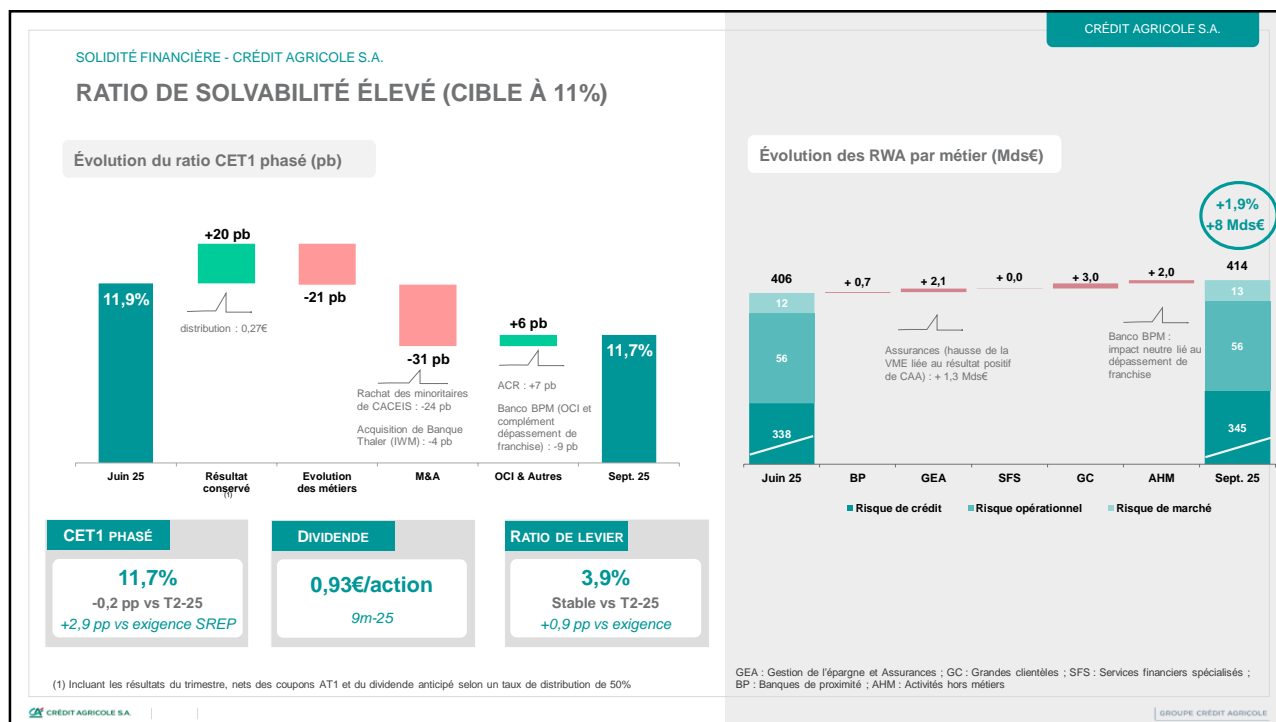 CRÉDIT AGRICOLE S.A.
SOLIDITÉ FINANCIÈRE - CRÉDIT AGRICOLE S.A.
RATIO DE SOLVABILITÉ ÉLEVÉ (CIBLE À 11%)
Évolution du ratio CET1 phasé (pb)
11,9%
+20 pb
distribution : 0,27€
-21 pb
-31 pb
Rachat des minoritaires
de CACEIS : -24 pb
Acquisition de Banque
Thaler (IWM) : -4 pb
+6 pb
ACR : +7 pb
Banco BPM (OCI et
complément
dépassement de
franchise) : -9 pb
11,7%
Juin 25
Résultat
conservé
(1)
Evolution
des métiers
M&A
OCI & Autres
Sept. 25
CET1 PHASÉ
11,7%
-0,2 pp vs T2-25
+2,9 pp vs exigence SREP
DIVIDENDE
0,93€/action
9m-25
RATIO DE LEVIER
3,9%
Stable vs T2-25
+0,9 pp vs exigence
(1) Incluant les résultats du trimestre, nets des coupons AT1 et du dividende anticipé selon un taux de distribution de 50%
Évolution des RWA par métier (Mds€)
+1,9%
+8 Mds€
406
12
56
338
+ 0,7
+ 2,1
+ 0,0
+ 3,0
+ 2,0
414
13
56
345
Assurances (hausse de la
VME liée au résultat positif
de CAA) : + 1,3 Mds€
Banco BPM :
impact neutre lié au
dépassement de
franchise
Juin 25
BP
GEA
SFS
GC
AHM
Sept. 25
Risque de crédit
Risque opérationnel
Risque de marché
GEA : Gestion de l'épargne et Assurances ; GC : Grandes clientèles ; SFS : Services financiers spécialisés ;
BP : Banques de proximité ; AHM : Activités hors métiers
CRÉDIT AGRICOLE S.A.
GROUPE CRÉDIT AGRICOLE